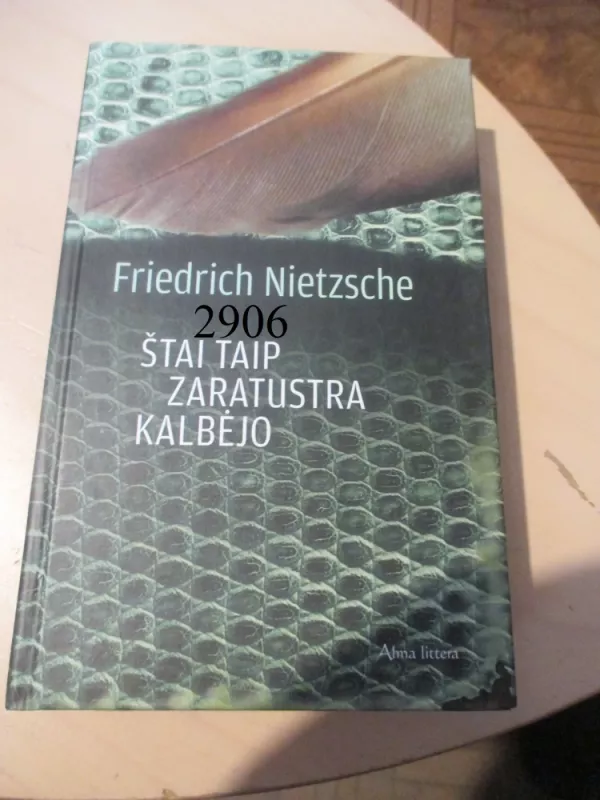 Friedrich Nietzsche
2906
ŠTAI TAIP
ZARATUSTRA
KALBĖJO
Alma littera